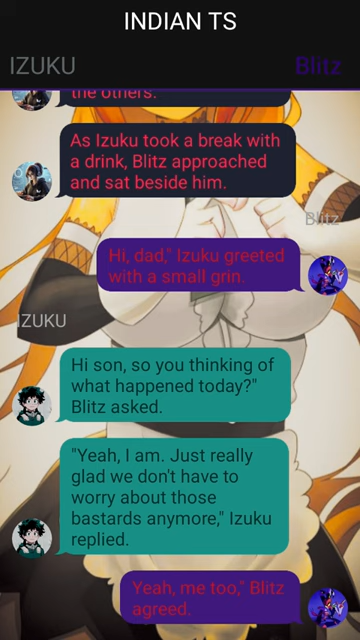 INDIAN TS
IZUKU
Blitz
the others.
As Izuku took a break with
a drink, Blitz approached
and sat beside him.
Blitz
Hi, dad," Izuku greeted
with a small grin.
IZUKU
Hi son, so you thinking of
what happened today?"
Blitz asked.
"Yeah, I am. Just really
glad we don't have to
worry about those
bastards anymore," Izuku
replied.
Yeah, me too," Blitz
agreed.